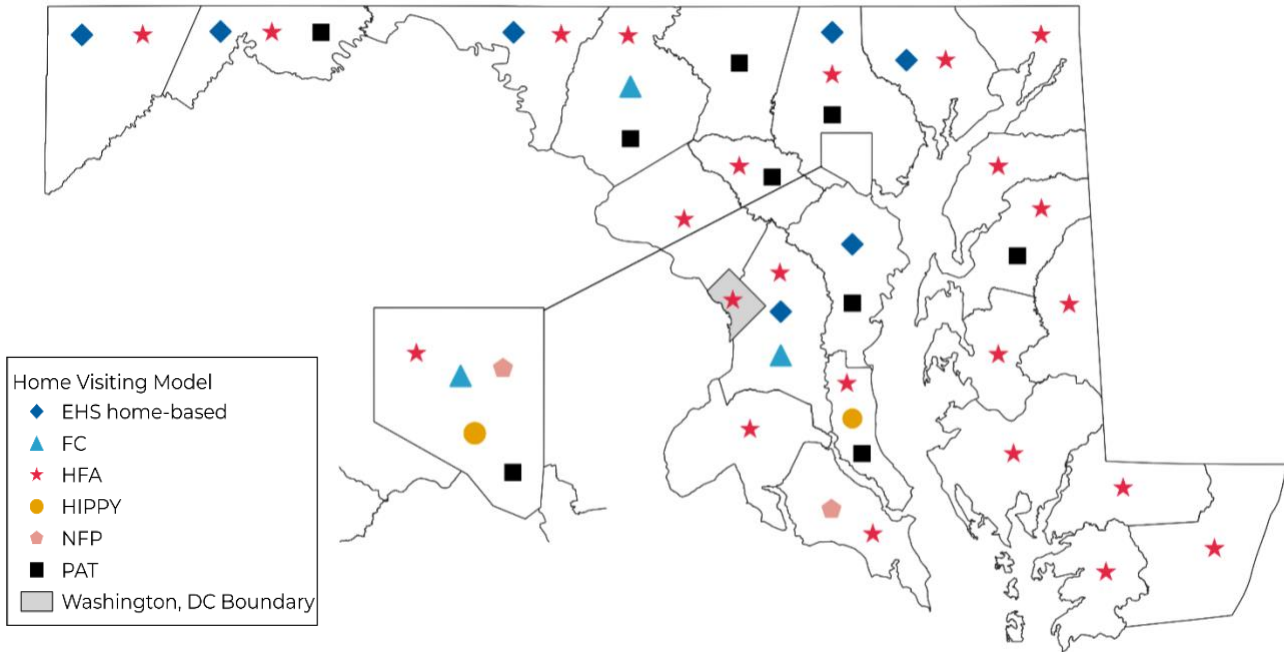 Home Visiting Model
EHS home-based
FC
HFA
HIPPY
NFP
PAT
Washington, DC Boundary